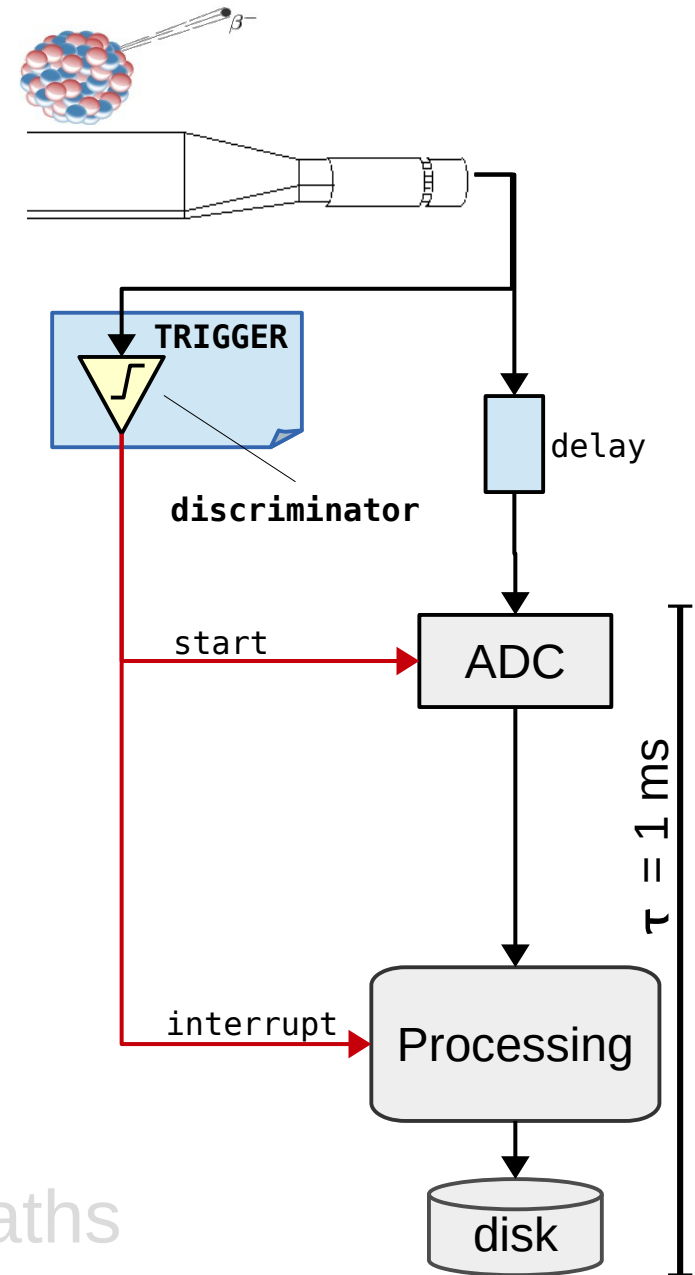 β⁻
TRIGGER
delay
discriminator
start
ADC
τ = 1 ms
interrupt
Processing
aths
disk